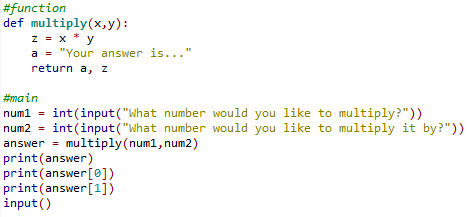 #function
def multiply(x,y):
    z = x * y
    a = "Your answer is..."
    return a, z

#main
num1 = int(input("What number would you like to multiply?"))
num2 = int(input("What number would you like to multiply it by?"))
answer = multiply(num1,num2)
print(answer)
print(answer[0])
print(answer[1])
input()